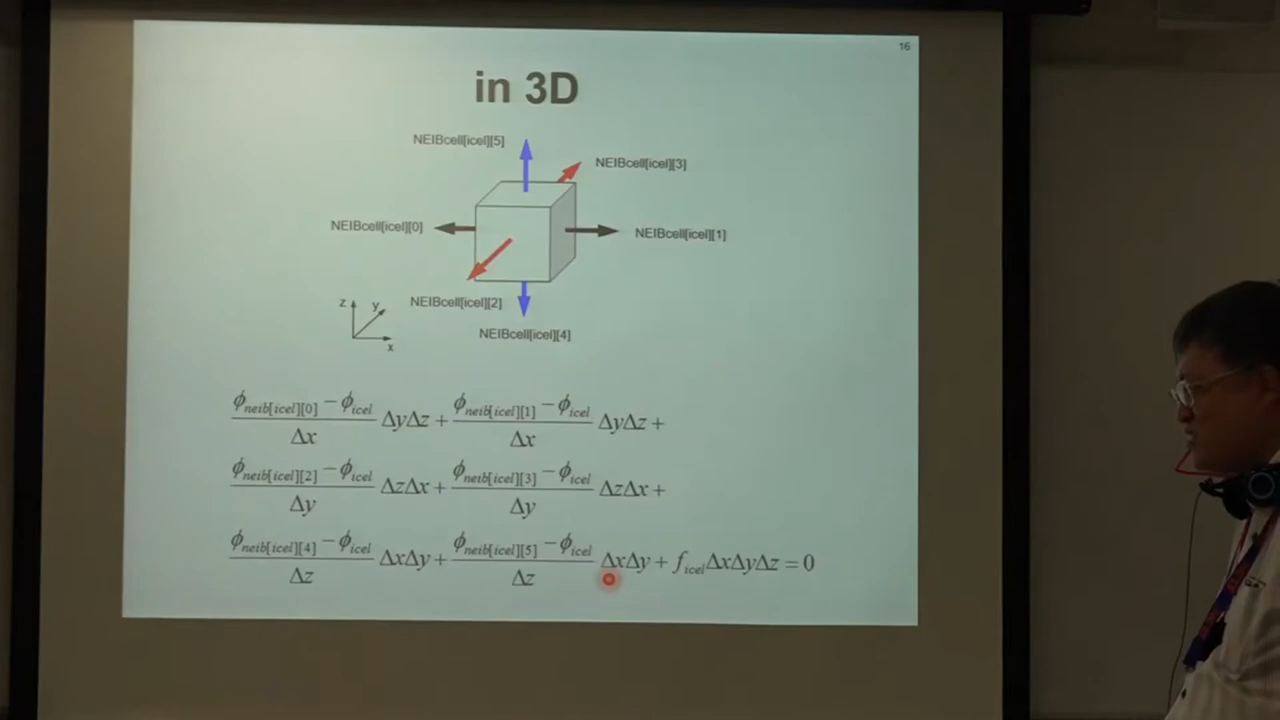 16
in 3D
NEIBcell[icel][5]
NEIBcell[icel][3]
NEIBcell[icel][0]
NEIBcell[icel][1]
NEIBcell[icel][2]
NEIBcell[icel][4]
z
y
x
ϕ_neib[icel][0] − ϕ_icel / Δx ΔyΔz + ϕ_neib[icel][1] − ϕ_icel / Δx ΔyΔz +
ϕ_neib[icel][2] − ϕ_icel / Δy ΔzΔx + ϕ_neib[icel][3] − ϕ_icel / Δy ΔzΔx +
ϕ_neib[icel][4] − ϕ_icel / Δz ΔxΔy + ϕ_neib[icel][5] − ϕ_icel / Δz ΔxΔy + f_icel ΔxΔyΔz = 0